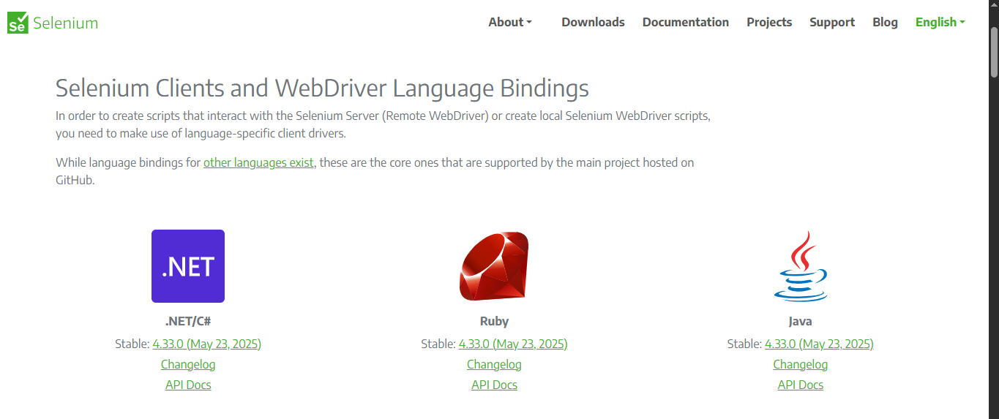 Se Selenium
About
Downloads
Documentation
Projects
Support
Blog
English
Selenium Clients and WebDriver Language Bindings
In order to create scripts that interact with the Selenium Server (Remote WebDriver) or create local Selenium WebDriver scripts,
you need to make use of language-specific client drivers.
While language bindings for other languages exist, these are the core ones that are supported by the main project hosted on
GitHub.
.NET
.NET/C#
Stable: 4.33.0 (May 23, 2025)
Changelog
API Docs
Ruby
Stable: 4.33.0 (May 23, 2025)
Changelog
API Docs
Java
Stable: 4.33.0 (May 23, 2025)
Changelog
API Docs